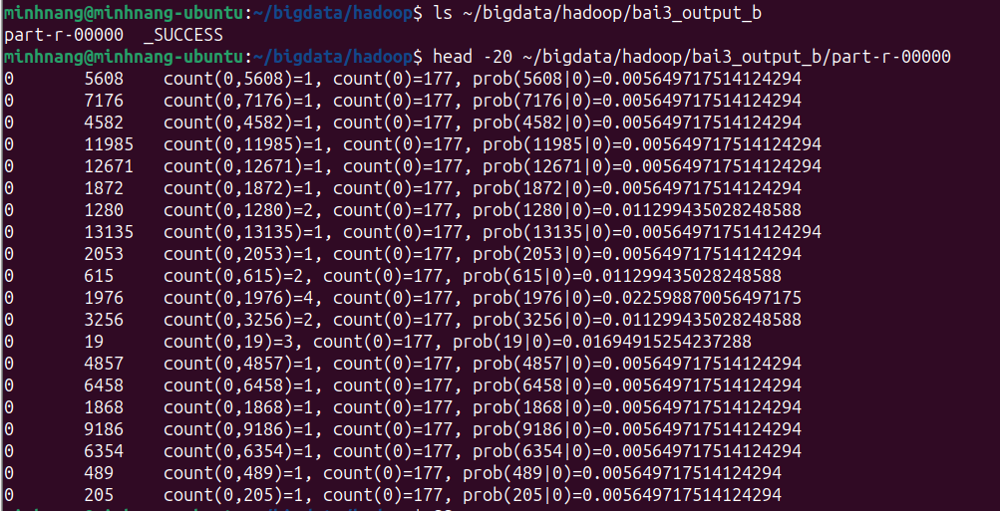 minhnang@minhnang-ubuntu:~/bigdata/hadoop$ ls ~/bigdata/hadoop/bai3_output_b
part-r-00000  _SUCCESS
minhnang@minhnang-ubuntu:~/bigdata/hadoop$ head -20 ~/bigdata/hadoop/bai3_output_b/part-r-00000
0	5608	count(0,5608)=1, count(0)=177, prob(5608|0)=0.005649717514124294
0	7176	count(0,7176)=1, count(0)=177, prob(7176|0)=0.005649717514124294
0	4582	count(0,4582)=1, count(0)=177, prob(4582|0)=0.005649717514124294
0	11985	count(0,11985)=1, count(0)=177, prob(11985|0)=0.005649717514124294
0	12671	count(0,12671)=1, count(0)=177, prob(12671|0)=0.005649717514124294
0	1872	count(0,1872)=1, count(0)=177, prob(1872|0)=0.005649717514124294
0	1280	count(0,1280)=2, count(0)=177, prob(1280|0)=0.011299435028248588
0	13135	count(0,13135)=1, count(0)=177, prob(13135|0)=0.005649717514124294
0	2053	count(0,2053)=1, count(0)=177, prob(2053|0)=0.005649717514124294
0	615	count(0,615)=2, count(0)=177, prob(615|0)=0.011299435028248588
0	1976	count(0,1976)=4, count(0)=177, prob(1976|0)=0.022598870056497175
0	3256	count(0,3256)=2, count(0)=177, prob(3256|0)=0.011299435028248588
0	19	count(0,19)=3, count(0)=177, prob(19|0)=0.01694915254237288
0	4857	count(0,4857)=1, count(0)=177, prob(4857|0)=0.005649717514124294
0	6458	count(0,6458)=1, count(0)=177, prob(6458|0)=0.005649717514124294
0	1868	count(0,1868)=1, count(0)=177, prob(1868|0)=0.005649717514124294
0	9186	count(0,9186)=1, count(0)=177, prob(9186|0)=0.005649717514124294
0	6354	count(0,6354)=1, count(0)=177, prob(6354|0)=0.005649717514124294
0	489	count(0,489)=1, count(0)=177, prob(489|0)=0.005649717514124294
0	205	count(0,205)=1, count(0)=177, prob(205|0)=0.005649717514124294